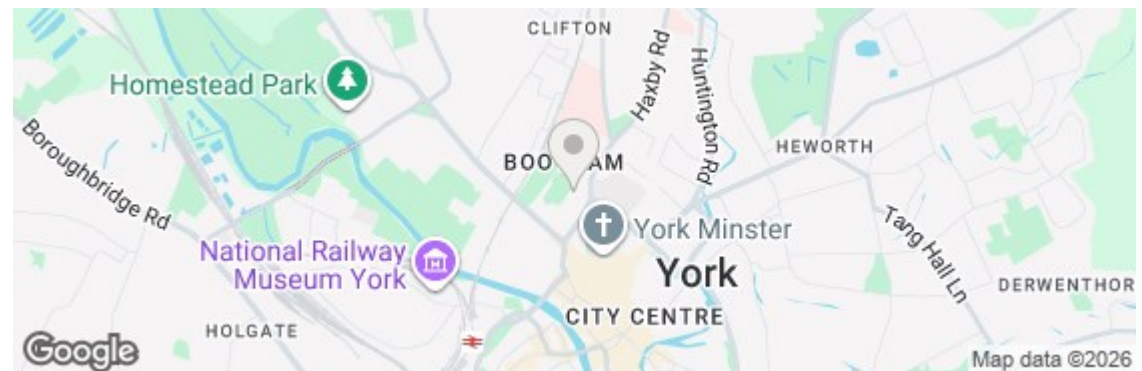 CLIFTON
Homestead Park
Haxby Rd
Huntington Rd
Boroughbridge Rd
HEWORTH
York Minster
National Railway
Museum York
York
Tang Hall Ln
DERWENTHOR
HOLGATE
CITY CENTRE
Google
Map data ©2026